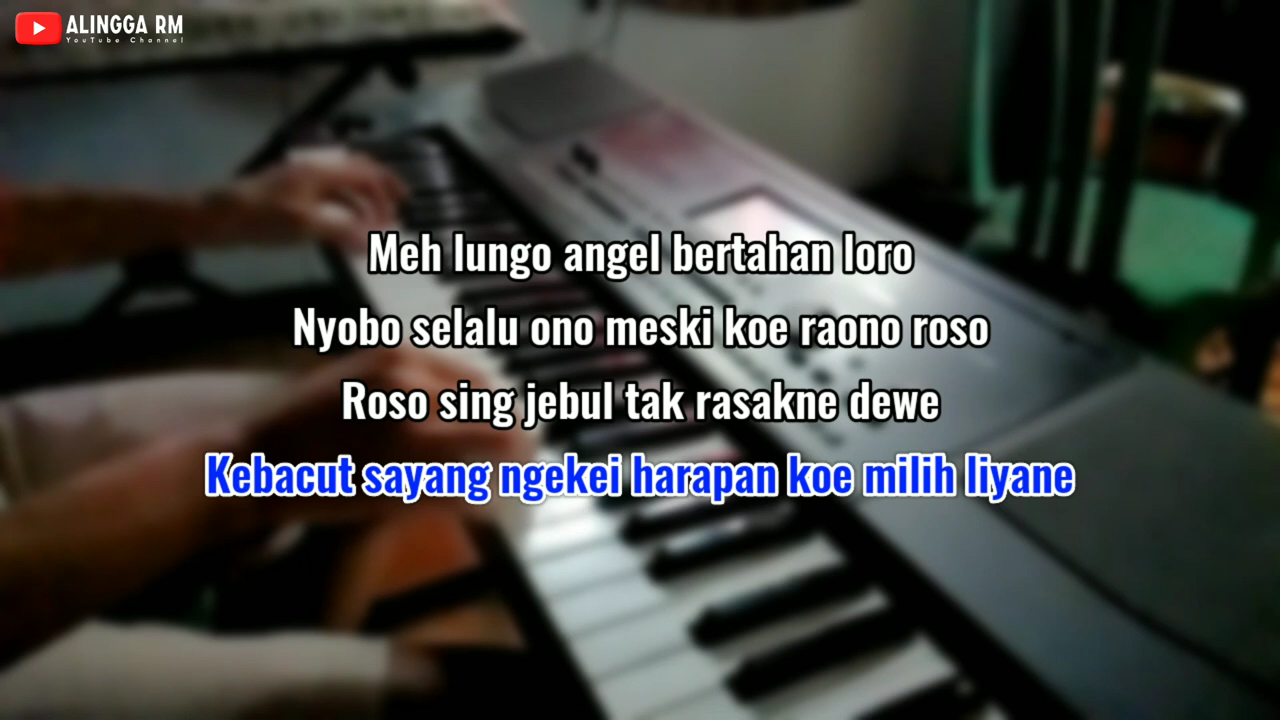 ALINGGA RM
YouTube Channel
Meh lungo angel bertahan loro
Nyobo selalu ono meski koe raono roso
Roso sing jebul tak rasakne dewe
Kebacut sayang ngekei harapan koe milih liyane